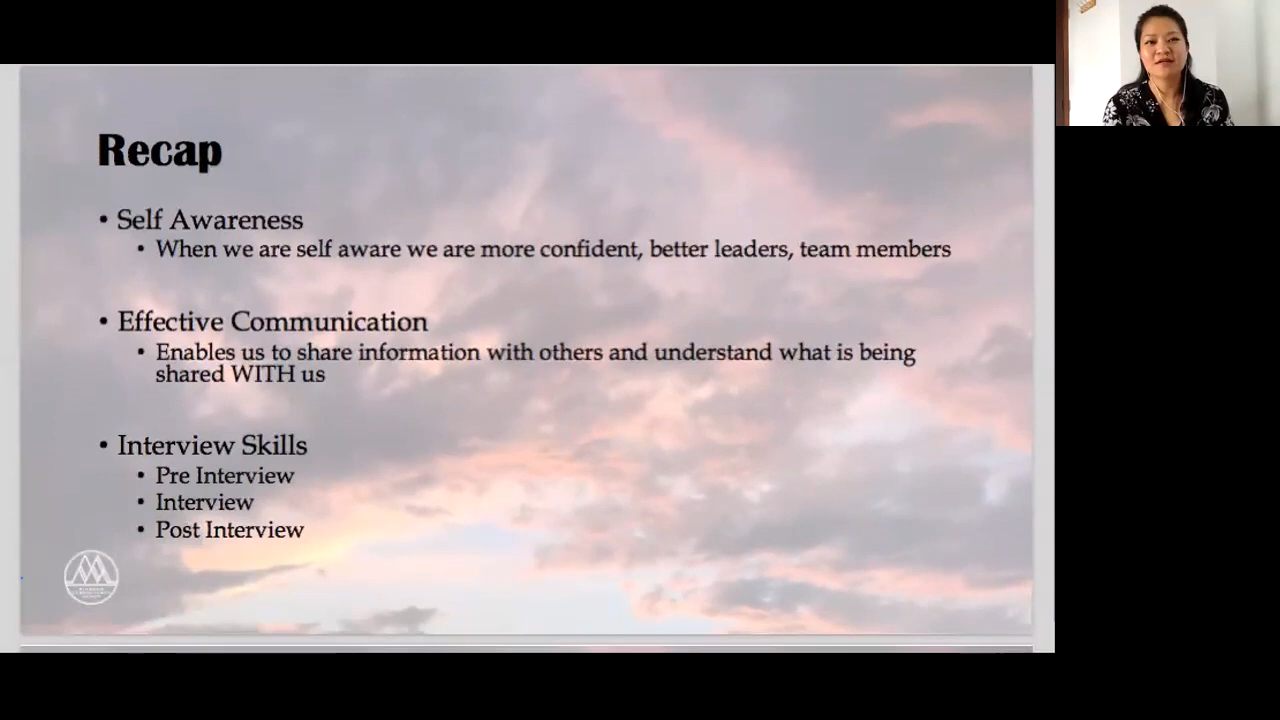 Recap
• Self Awareness
• When we are self aware we are more confident, better leaders, team members
• Effective Communication
• Enables us to share information with others and understand what is being
shared WITH us
• Interview Skills
• Pre Interview
• Interview
• Post Interview